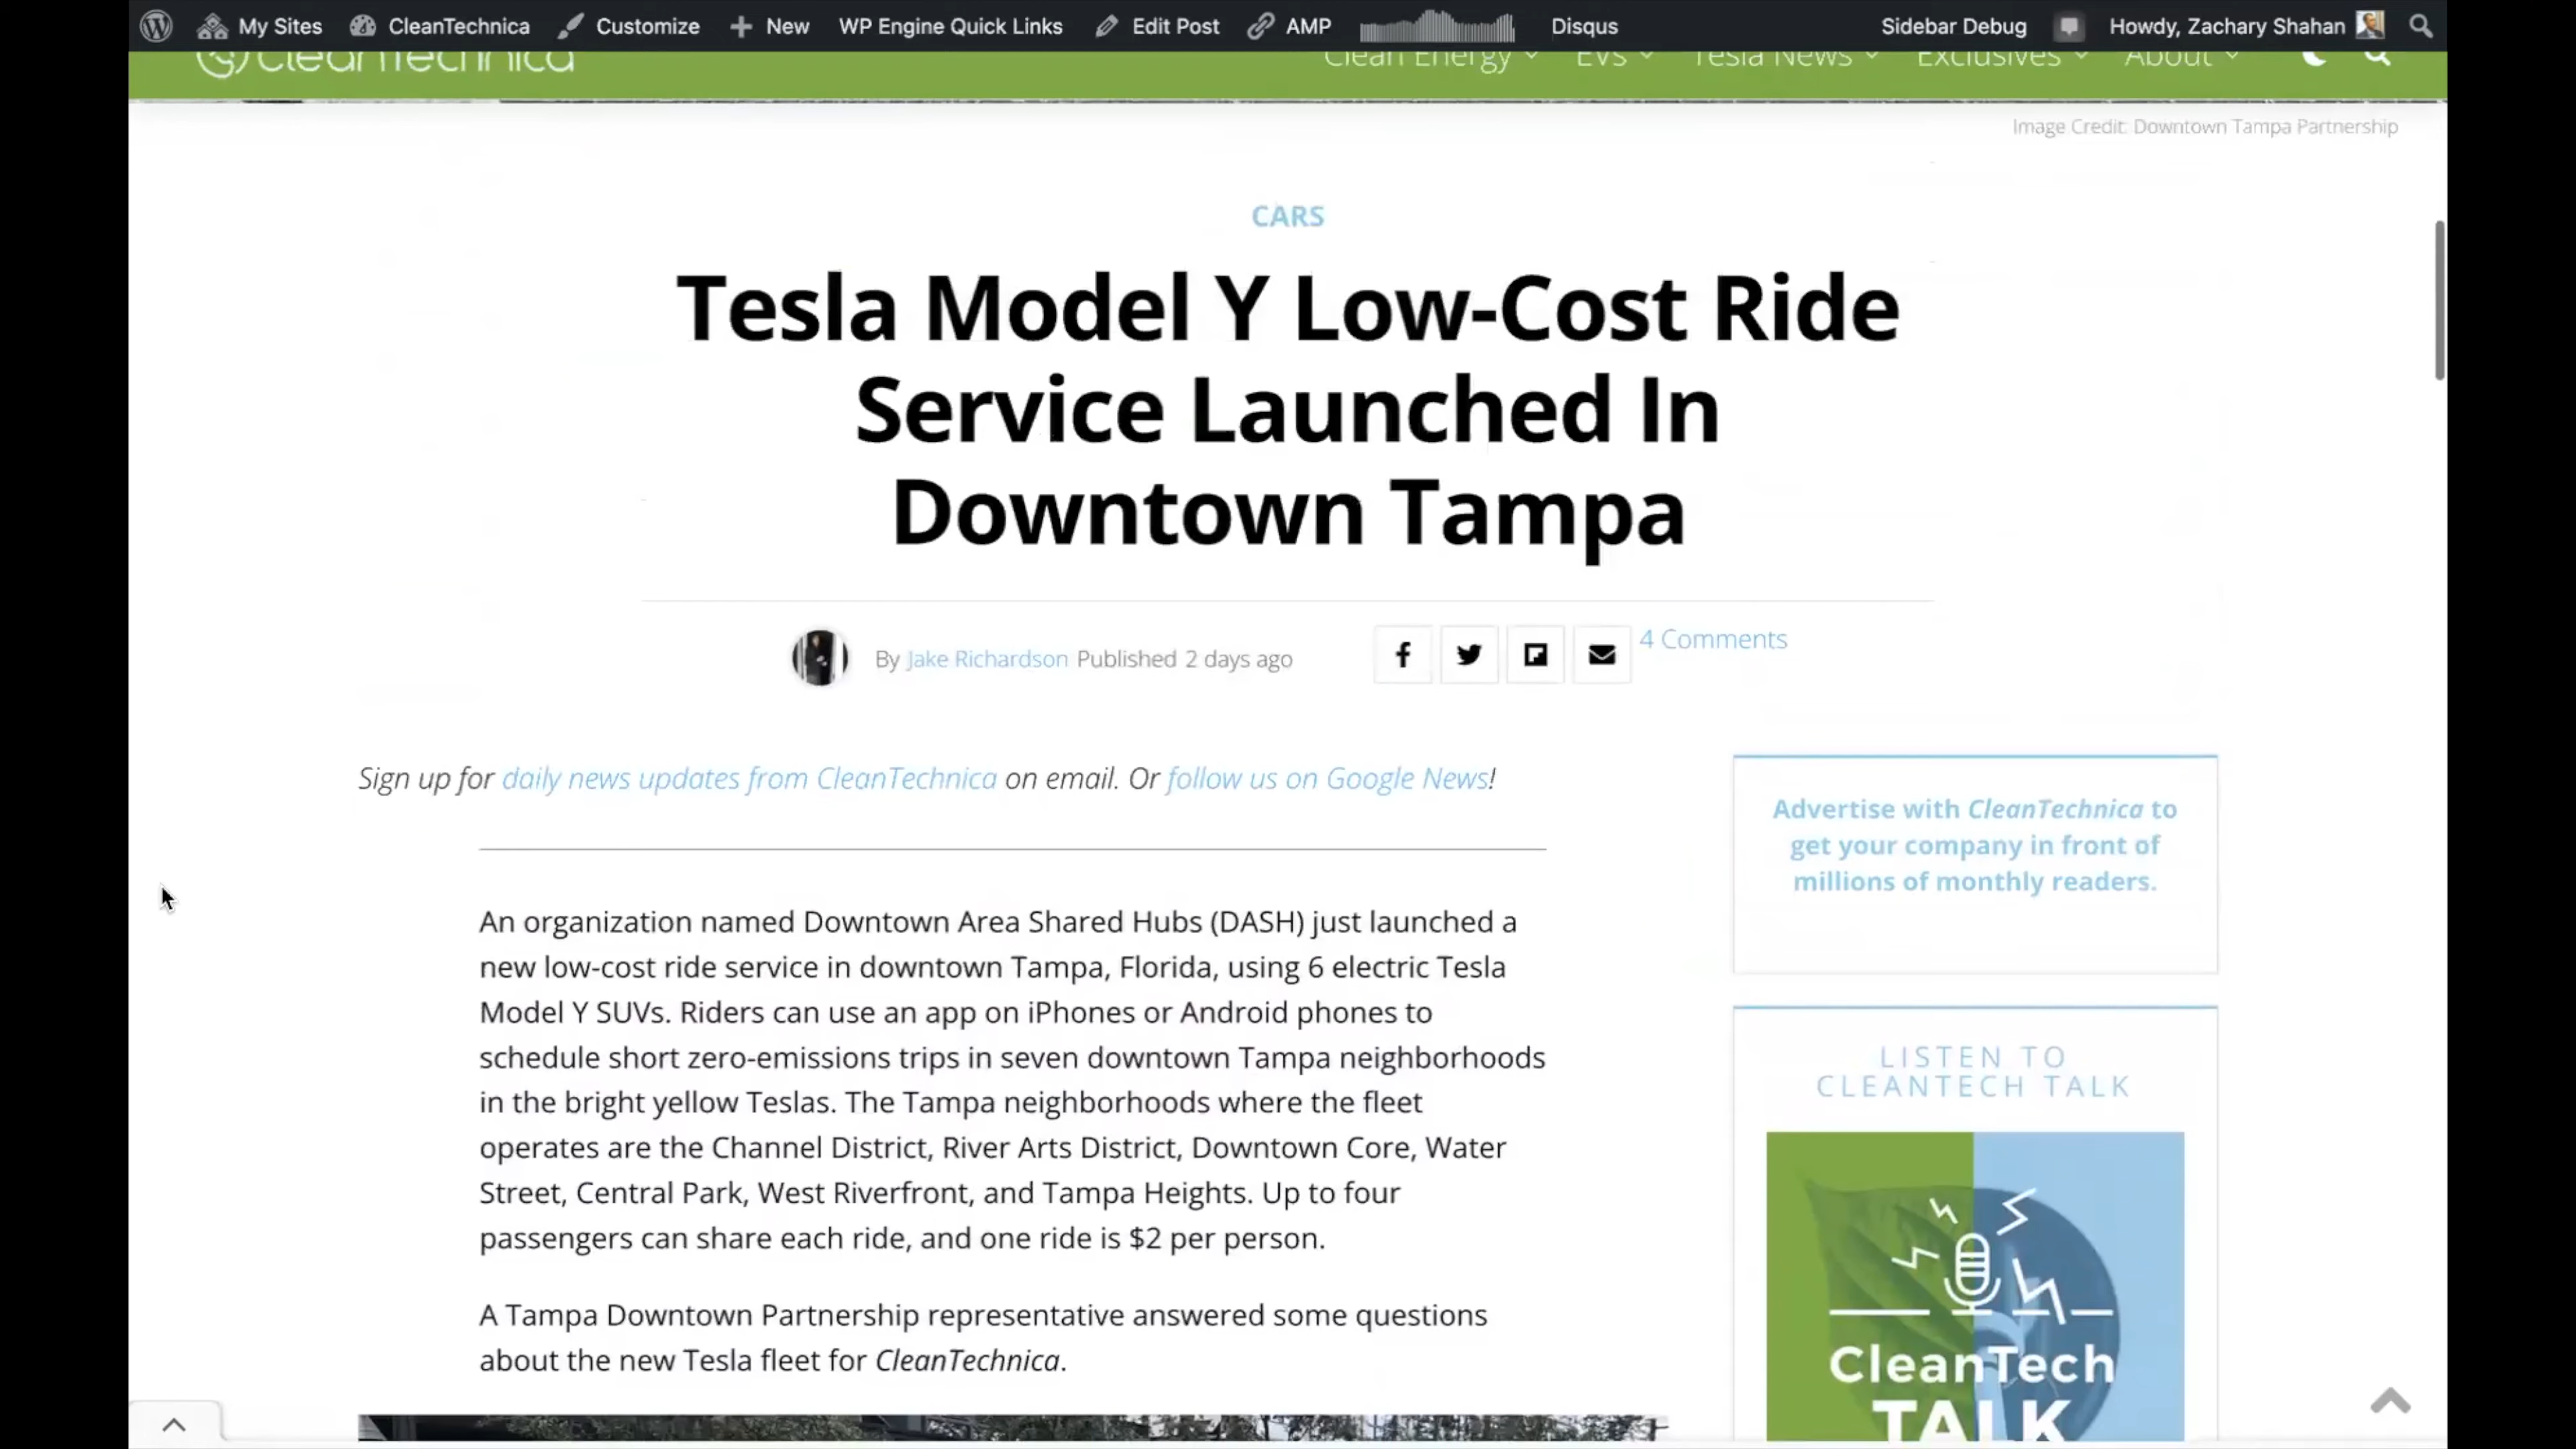 My Sites CleanTechnica Customize New WP Engine Quick Links Edit Post AMP Disqus Sidebar Debug Howdy, Zachary Shahan
CleanTechnica Clean Energy EVs Tesla News Exclusives About
Image Credit: Downtown Tampa Partnership
CARS
Tesla Model Y Low-Cost Ride
Service Launched In
Downtown Tampa
By Jake Richardson Published 2 days ago
4 Comments
Sign up for daily news updates from CleanTechnica on email. Or follow us on Google News!
An organization named Downtown Area Shared Hubs (DASH) just launched a
new low-cost ride service in downtown Tampa, Florida, using 6 electric Tesla
Model Y SUVs. Riders can use an app on iPhones or Android phones to
schedule short zero-emissions trips in seven downtown Tampa neighborhoods
in the bright yellow Teslas. The Tampa neighborhoods where the fleet
operates are the Channel District, River Arts District, Downtown Core, Water
Street, Central Park, West Riverfront, and Tampa Heights. Up to four
passengers can share each ride, and one ride is $2 per person.
A Tampa Downtown Partnership representative answered some questions
about the new Tesla fleet for CleanTechnica.
Advertise with CleanTechnica to
get your company in front of
millions of monthly readers.
LISTEN TO
CLEANTECH TALK
CleanTech
TALK